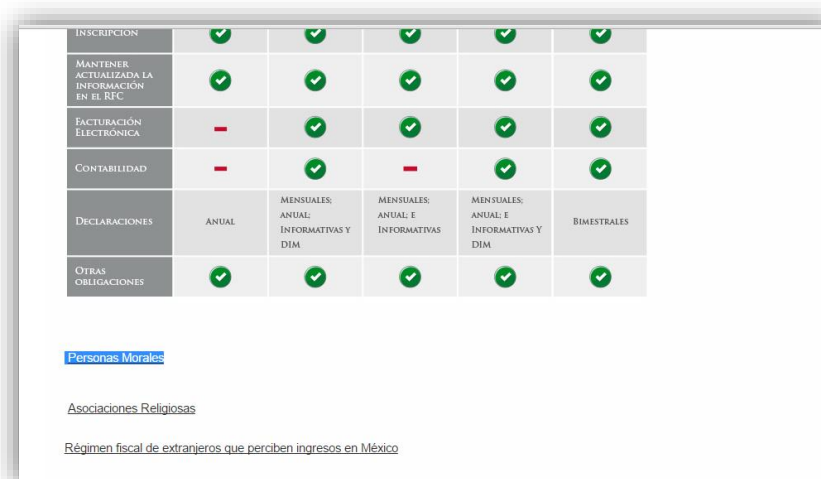 INSCRIPCIÓN
MANTENER
ACTUALIZADA LA
INFORMACIÓN
EN EL RFC
FACTURACIÓN
ELECTRÓNICA
CONTABILIDAD
DECLARACIONES
ANUAL
MENSUALES;
ANUAL;
INFORMATIVAS Y
DIM
MENSUALES;
ANUAL; E
INFORMATIVAS
MENSUALES;
ANUAL; E
INFORMATIVAS Y
DIM
BIMESTRALES
OTRAS
OBLIGACIONES
Personas Morales
Asociaciones Religiosas
Régimen fiscal de extranjeros que perciben ingresos en México